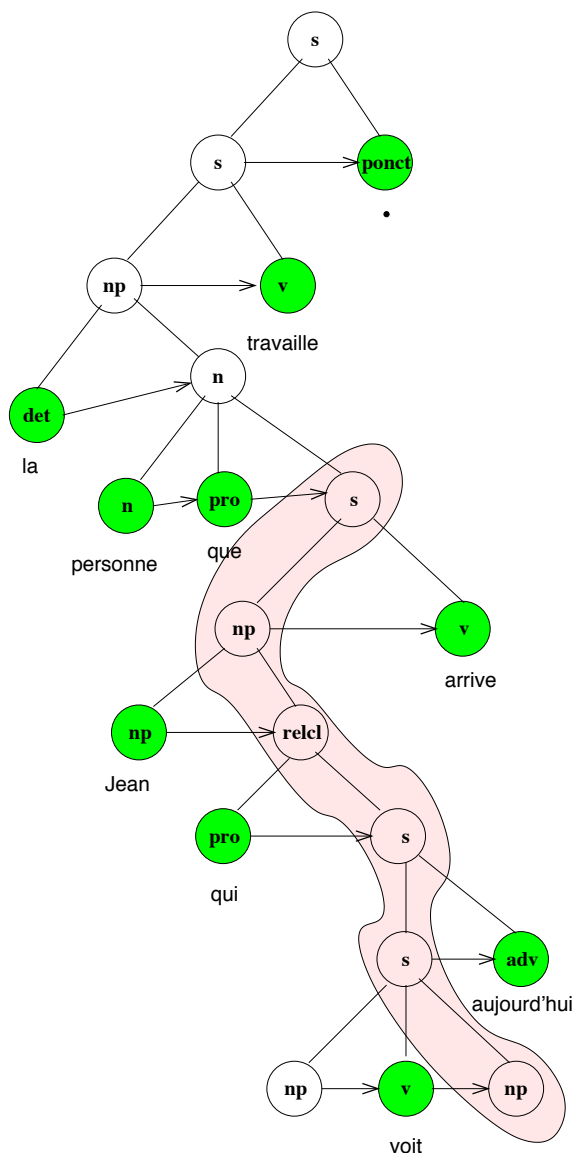 s
s ponct
.
np v
travaille
n
det
la
n pro s
personne que
np v
arrive
np relcl
Jean
pro s
qui
s adv
aujourd'hui
np v np
voit